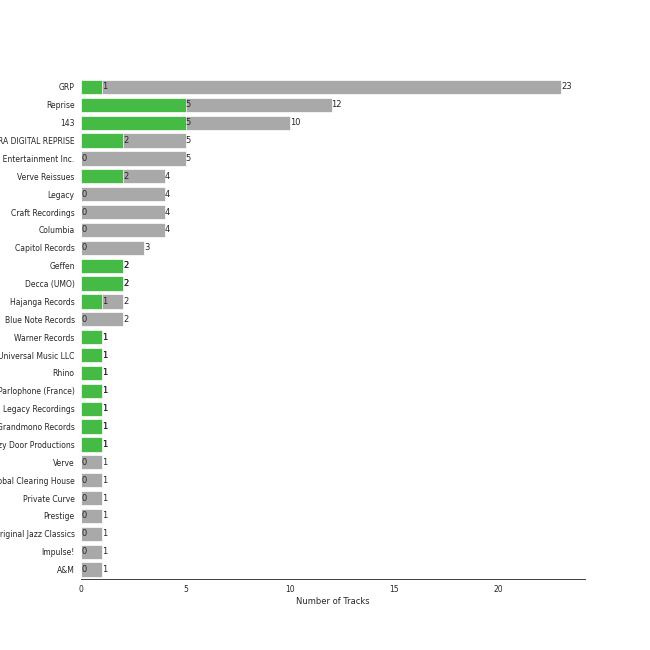 GRP 1 23
Reprise 5 12
143 5 10
RA DIGITAL REPRISE 2 5
Entertainment Inc. 0 5
Verve Reissues 2 4
Legacy 0 4
Craft Recordings 0 4
Columbia 0 4
Capitol Records 0 3
Geffen 2
Decca (UMO) 2
Hajanga Records 1 2
Blue Note Records 0 2
Warner Records 1
Universal Music LLC 1
Rhino 1
Parlophone (France) 1
Legacy Recordings 1
Grandmono Records 1
zy Door Productions 1
Verve 0 1
obal Clearing House 0 1
Private Curve 0 1
Prestige 0 1
riginal Jazz Classics 0 1
Impulse! 0 1
A&M 0 1
0 5 10 15 20
Number of Tracks